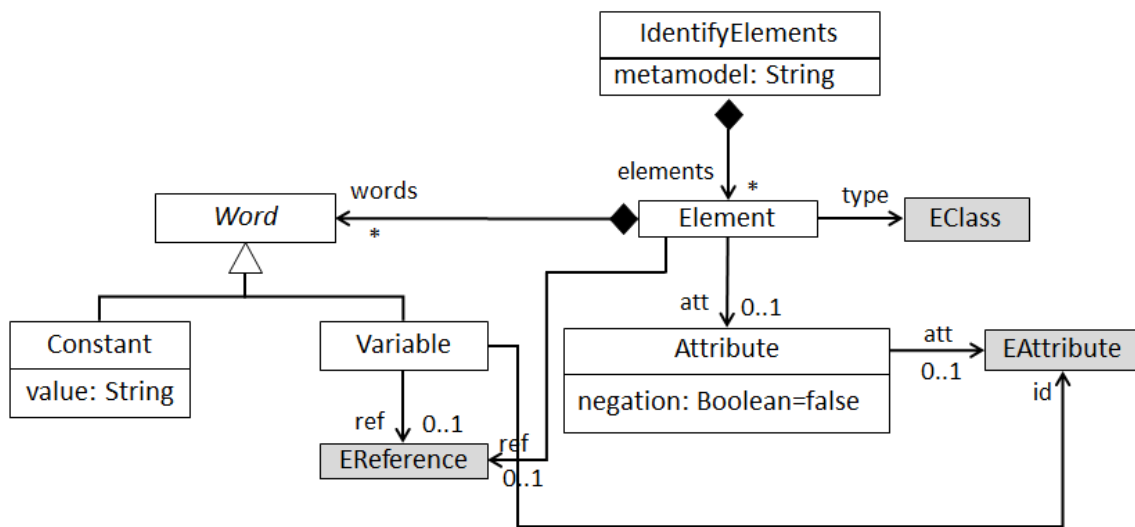 IdentifyElements
metamodel: String
elements
*
words
*
Word
Element
type
EClass
att
0..1
Constant
value: String
Variable
Attribute
negation: Boolean=false
att
0..1
EAttribute
id
ref
0..1
EReference
ref
0..1